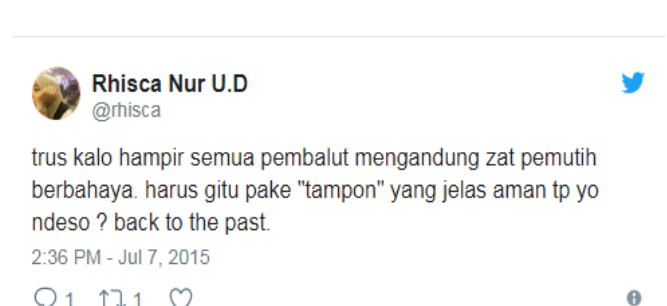 Rhisca Nur U.D
@rhisca
trus kalo hampir semua pembalut mengandung zat pemutih
berbahaya. harus gitu pake "tampon" yang jelas aman tp yo
ndeso ? back to the past.
2:36 PM - Jul 7, 2015
1 1